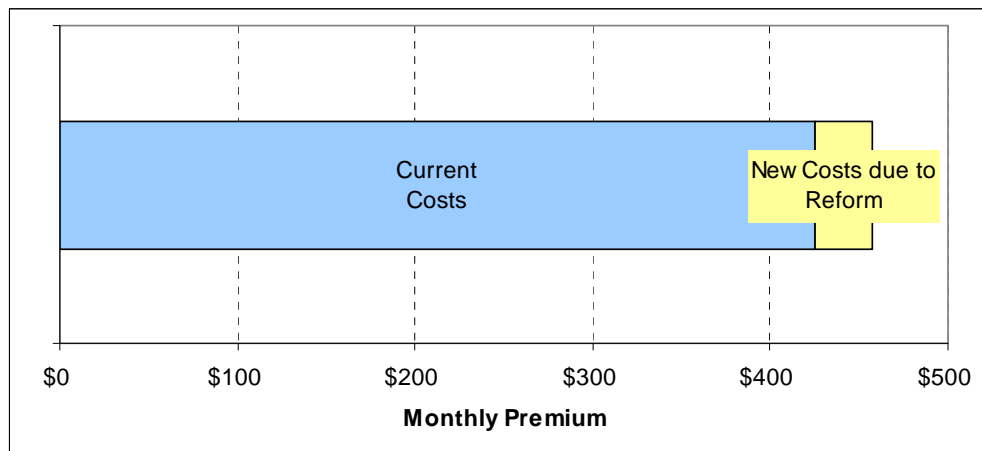 Current
Costs
New Costs due to
Reform
$0 $100 $200 $300 $400 $500
Monthly Premium